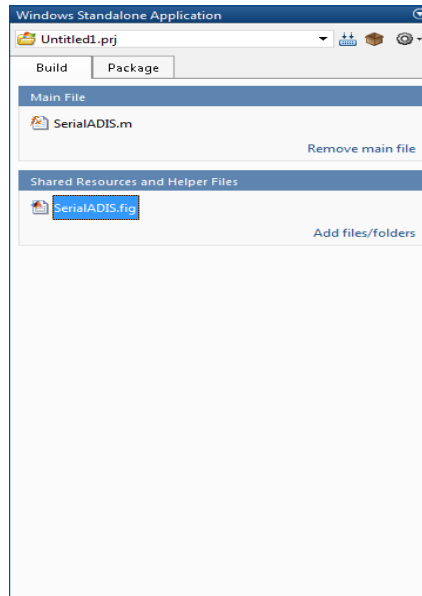 Windows Standalone Application
Untitled1.prj
Build Package
Main File
SerialADIS.m
Remove main file
Shared Resources and Helper Files
SerialADIS.fig
Add files/folders